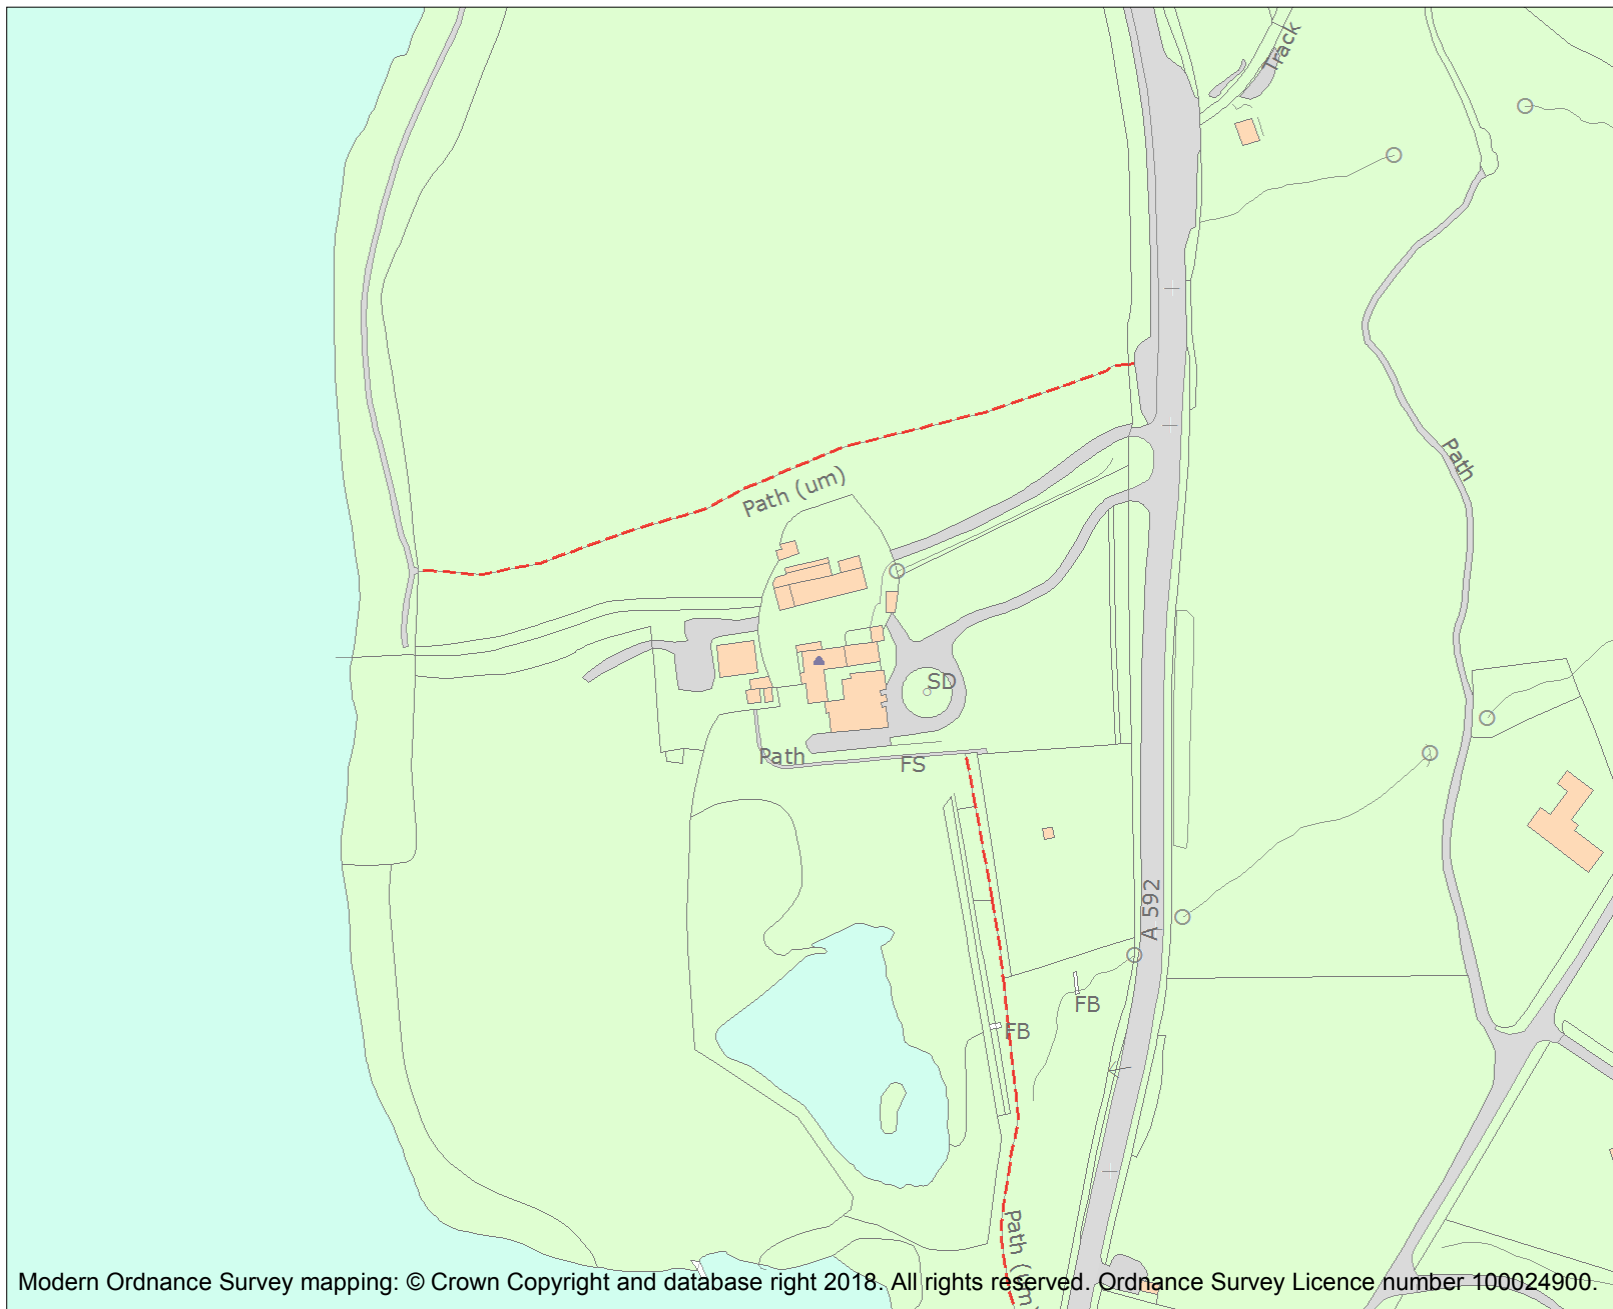 Track
Path
Path (um)
SD
Path
FS
A 592
FB
FB
Path (um)
Modern Ordnance Survey mapping: © Crown Copyright and database right 2018. All rights reserved. Ordnance Survey Licence number 100024900.